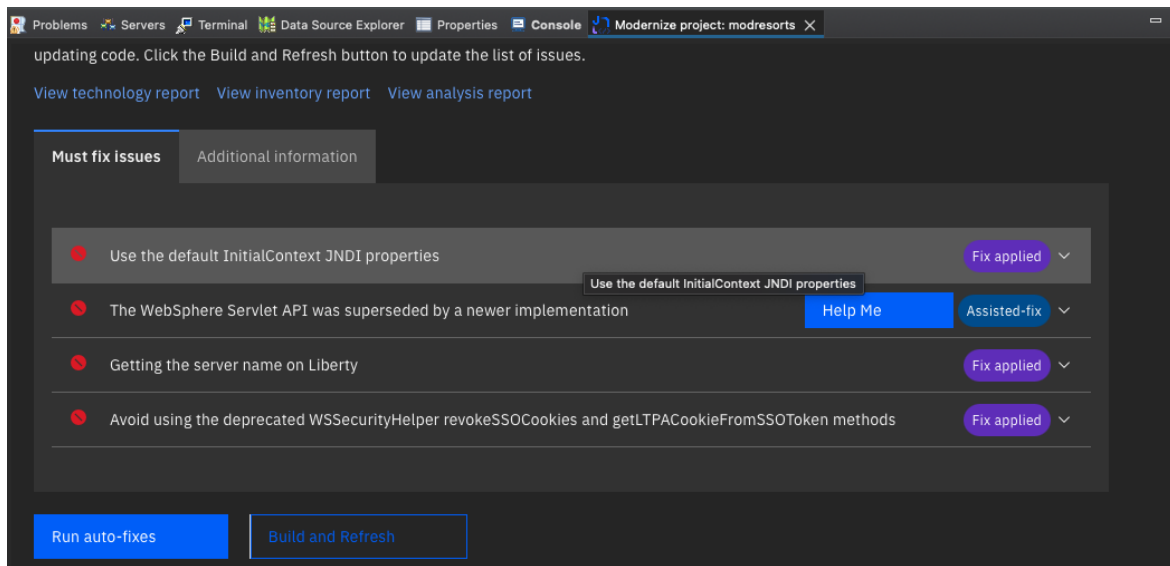 Problems Servers Terminal Data Source Explorer Properties Console Modernize project: modresorts
updating code. Click the Build and Refresh button to update the list of issues.
View technology report View inventory report View analysis report
Must fix issues Additional information
Use the default InitialContext JNDI properties Fix applied
Use the default InitialContext JNDI properties
The WebSphere Servlet API was superseded by a newer implementation Help Me Assisted-fix
Getting the server name on Liberty Fix applied
Avoid using the deprecated WSSecurityHelper revokeSSOCookies and getLTPACookieFromSSOToken methods Fix applied
Run auto-fixes Build and Refresh